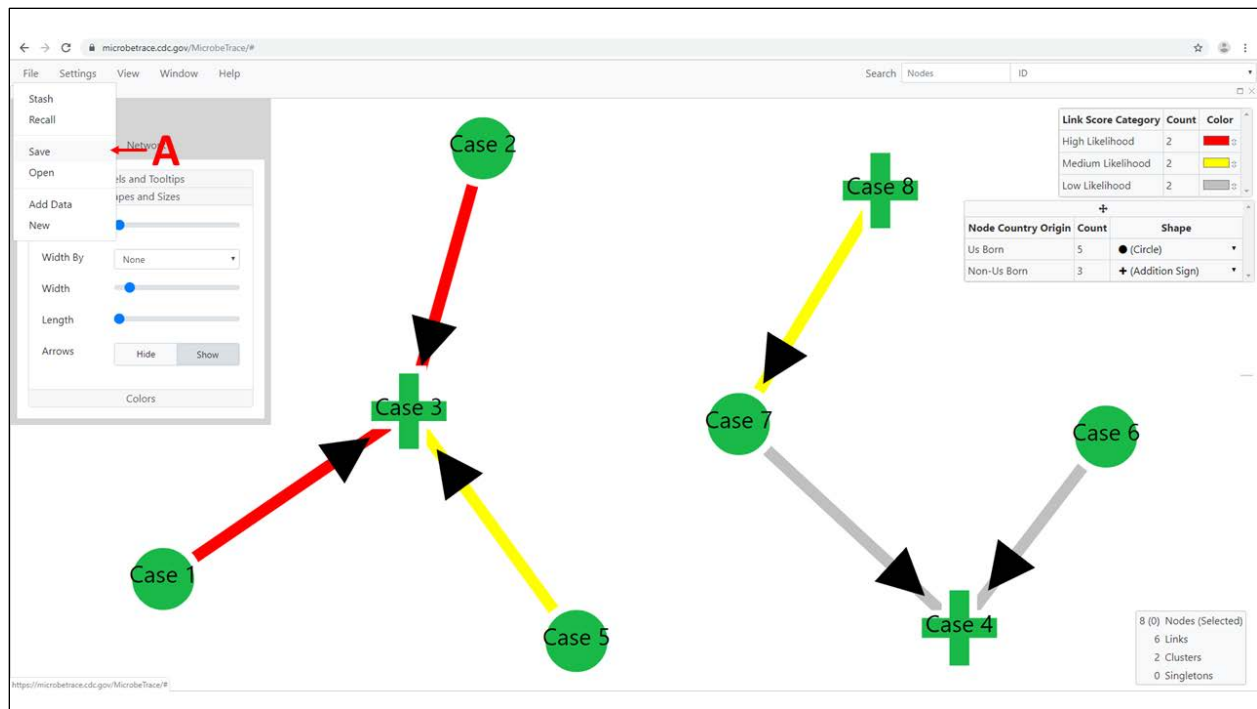 microbetrace.cdc.gov/MicrobeTrace/#
File Settings View Window Help
Search Nodes ID
Stash
Recall
Save
Open
Add Data
New
A
Networ
els and Tooltips
apes and Sizes
Width By None
Width
Length
Arrows Hide Show
Colors
Case 2
Case 8
Case 3
Case 7
Case 6
Case 1
Case 5
Case 4
Link Score Category Count Color
High Likelihood 2
Medium Likelihood 2
Low Likelihood 2
Node Country Origin Count Shape
Us Born 5 (Circle)
Non-Us Born 3 + (Addition Sign)
8 (0) Nodes (Selected)
6 Links
2 Clusters
0 Singletons
https://microbetrace.cdc.gov/MicrobeTrace/#